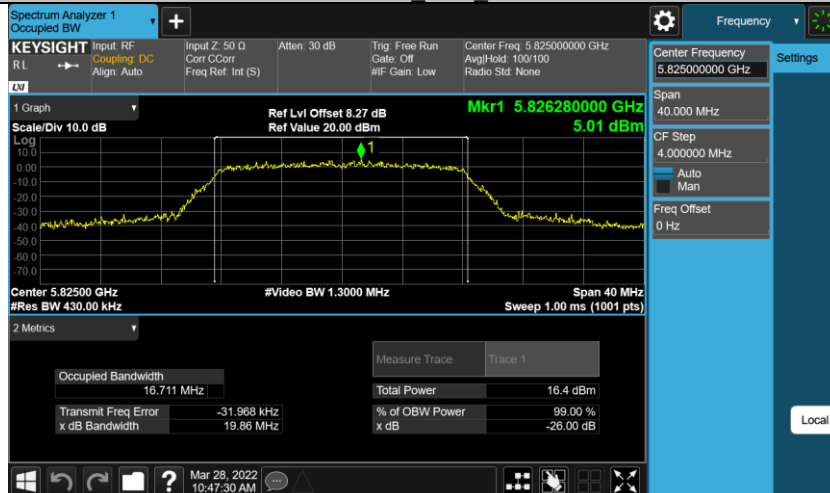 Spectrum Analyzer 1
Occupied BW
▼
+
Frequency
▼
KEYSIGHT
RL
LXI
Input: RF
Coupling: DC
Align: Auto
Input Z: 50 Ω
Corr CCorr
Freq Ref: Int (S)
Atten: 30 dB
Trig: Free Run
Gate: Off
#IF Gain: Low
Center Freq: 5.825000000 GHz
Avg|Hold: 100/100
Radio Std: None
Center Frequency
5.825000000 GHz
Settings
Span
40.000 MHz
CF Step
4.000000 MHz
Auto
Man
Freq Offset
0 Hz
1 Graph
▼
Scale/Div 10.0 dB
Ref Lvl Offset 8.27 dB
Ref Value 20.00 dBm
Mkr1 5.826280000 GHz
5.01 dBm
Log
10.0
0.00
-10.0
-20.0
-30.0
-40.0
-50.0
-60.0
-70.0
1
Center 5.82500 GHz
#Res BW 430.00 kHz
#Video BW 1.3000 MHz
Span 40 MHz
Sweep 1.00 ms (1001 pts)
2 Metrics
▼
Measure Trace Trace 1
Occupied Bandwidth
16.711 MHz
Total Power 16.4 dBm
Transmit Freq Error -31.968 kHz
% of OBW Power 99.00 %
x dB Bandwidth 19.86 MHz
x dB -26.00 dB
Local
?
Mar 28, 2022
10:47:30 AM